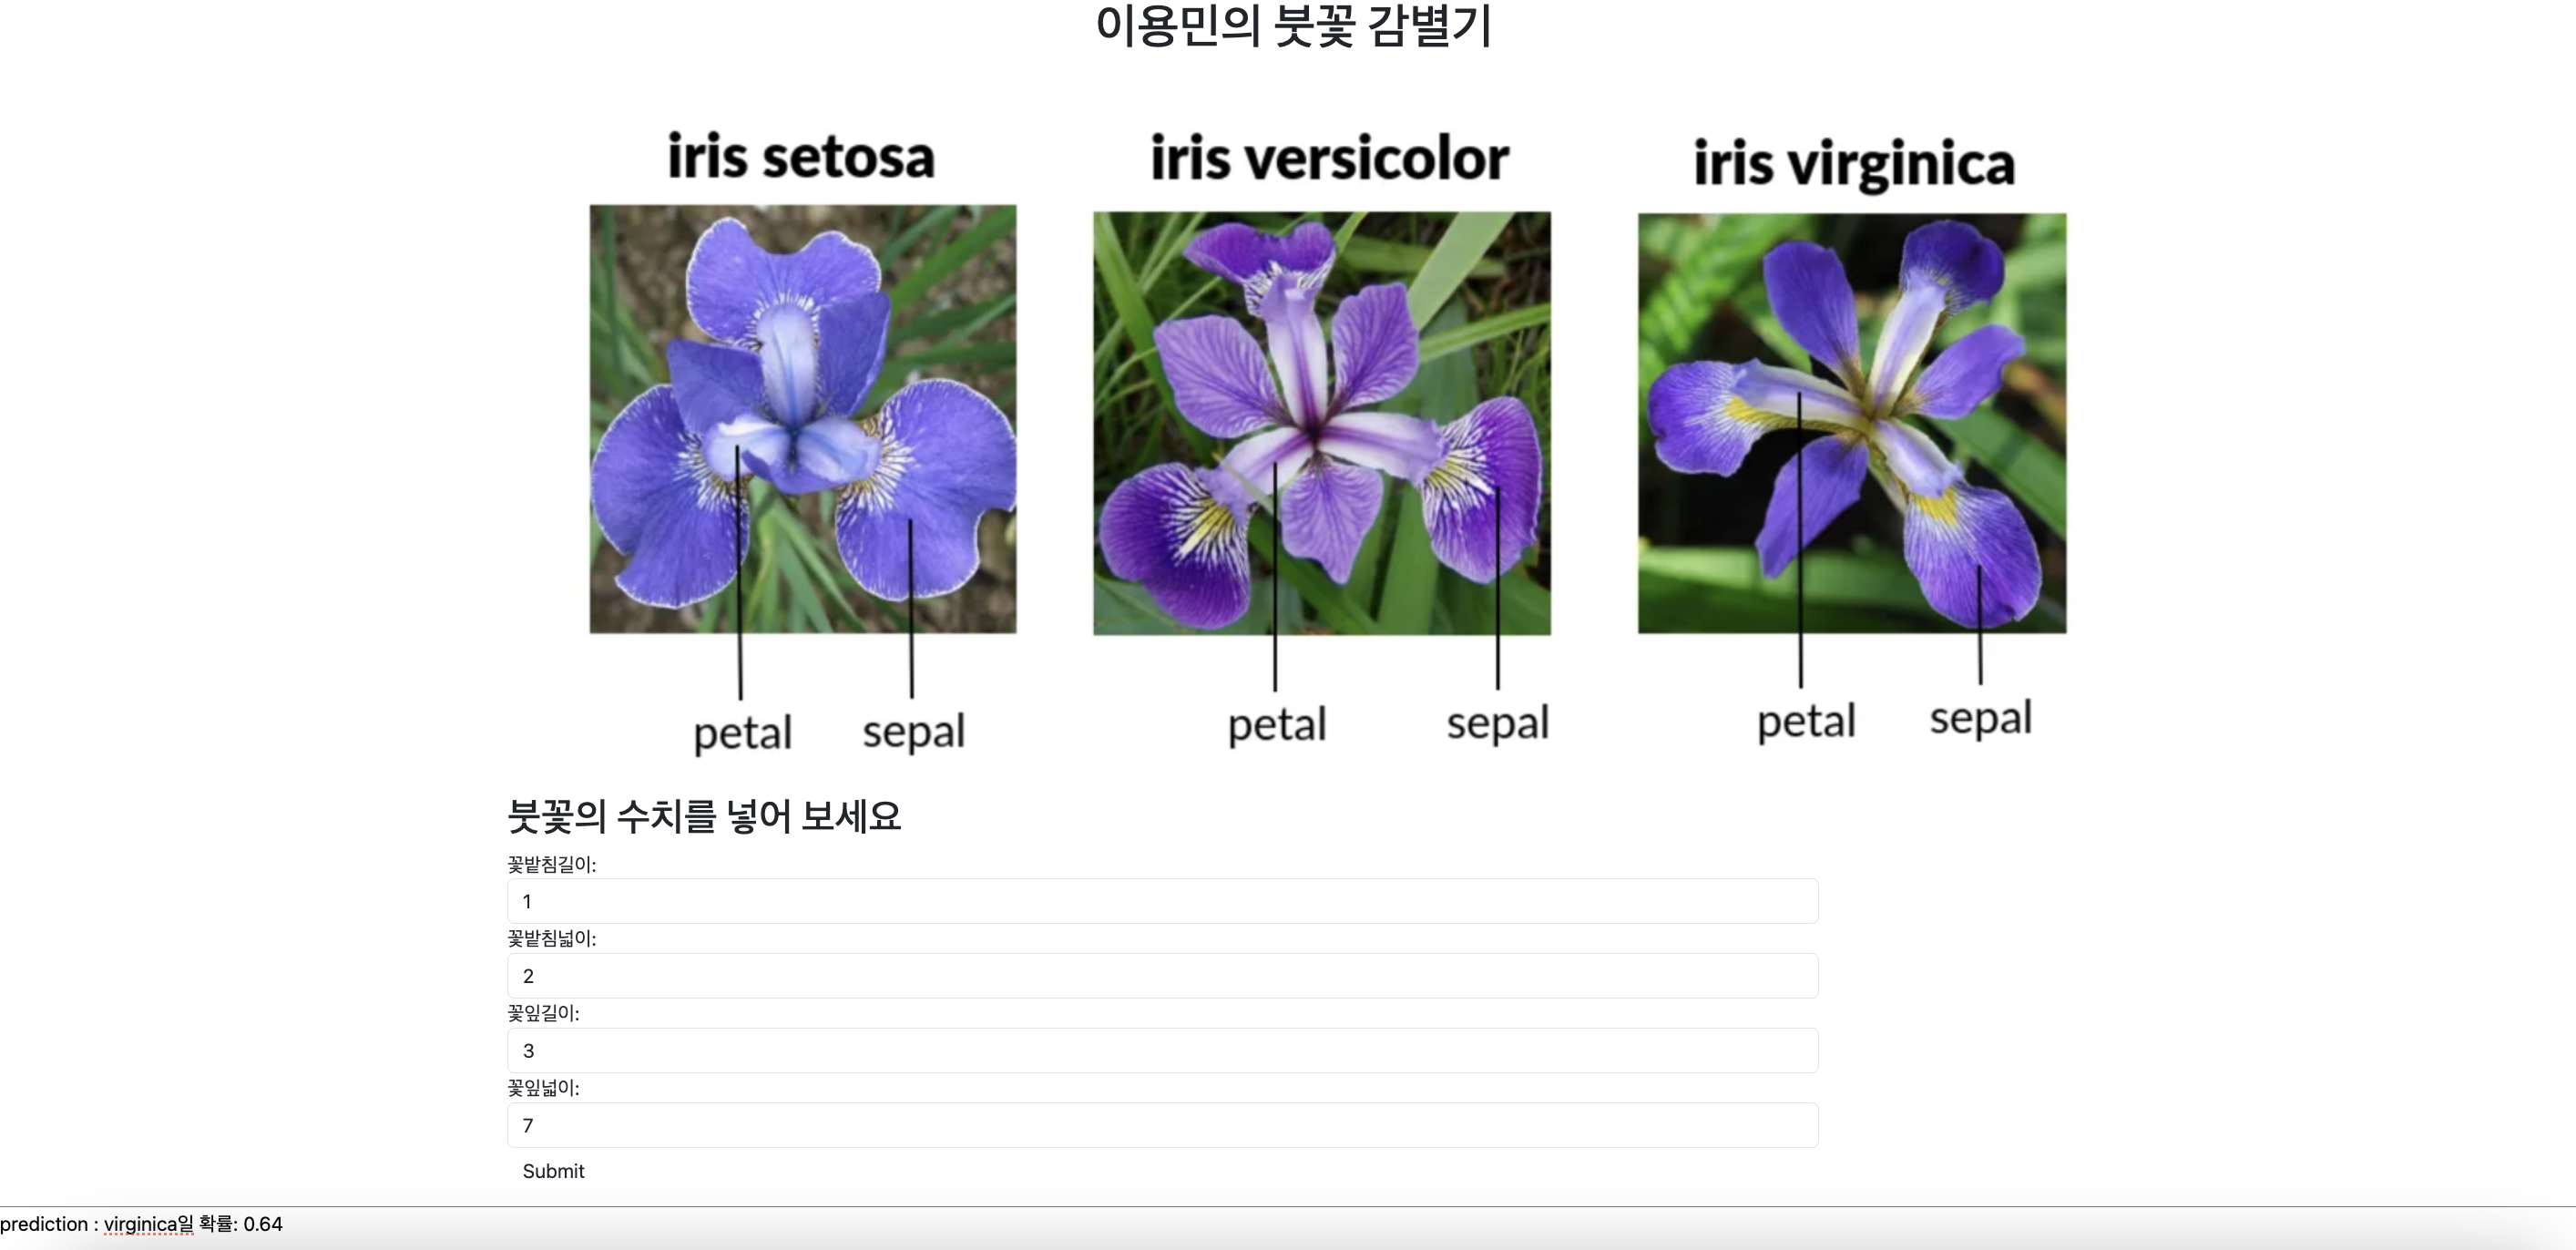 이용민의 붓꽃 감별기
iris setosa
iris versicolor
iris virginica
petal
sepal
petal
sepal
petal
sepal
붓꽃의 수치를 넣어 보세요
꽃밭침길이:
1
꽃밭침넓이:
2
꽃잎길이:
3
꽃잎넓이:
7
Submit
prediction : virginica일 확률: 0.64